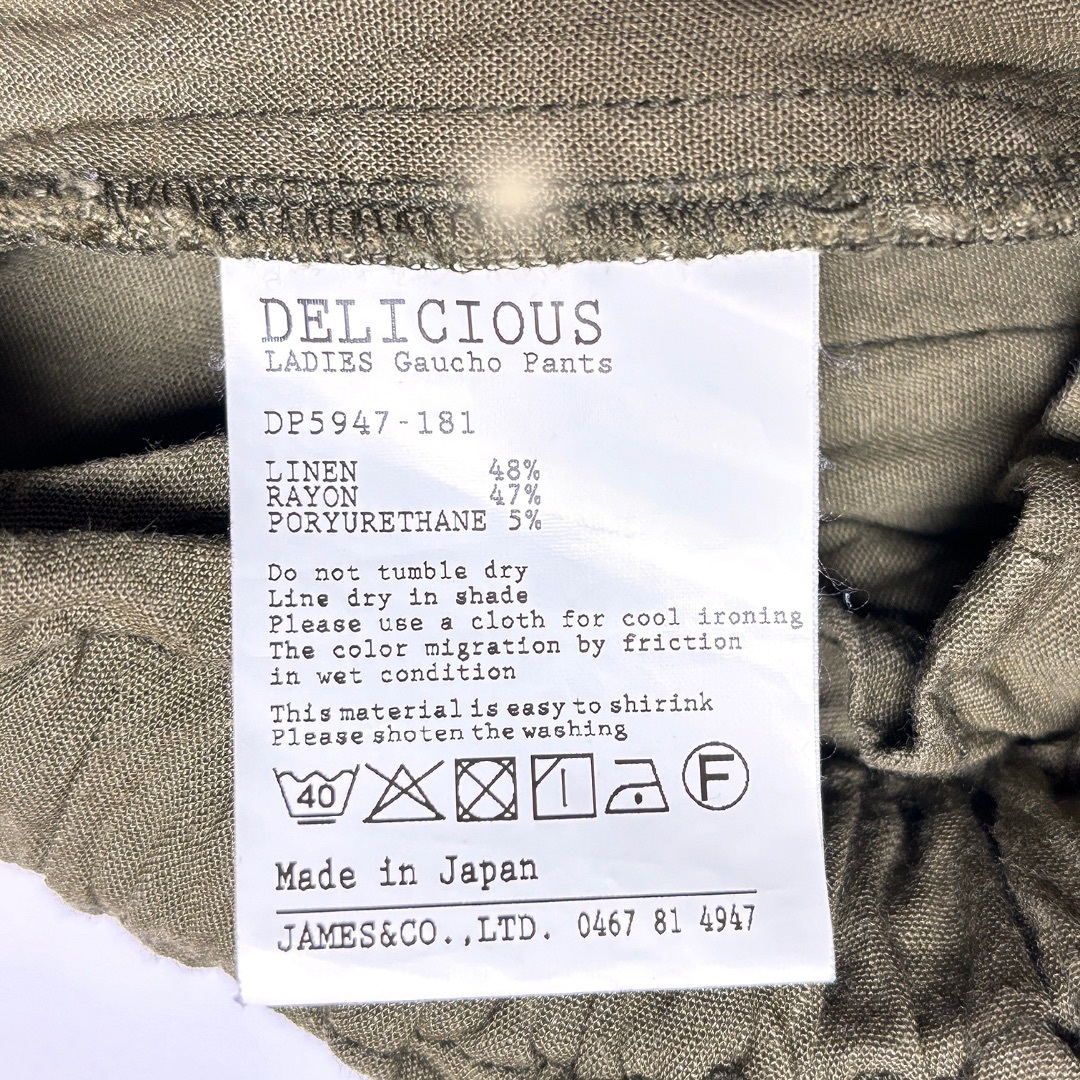 DELICIOUS
LADIES Gaucho Pants
DP5947-181
LINEN 48%
RAYON 47%
PORYURETHANE 5%
Do not tumble dry
Line dry in shade
Please use a cloth for cool ironing
The color migration by friction
in wet condition
This material is easy to shirink
Please shoten the washing
40
F
Made in Japan
JAMES&CO.,LTD. 0467 81 4947